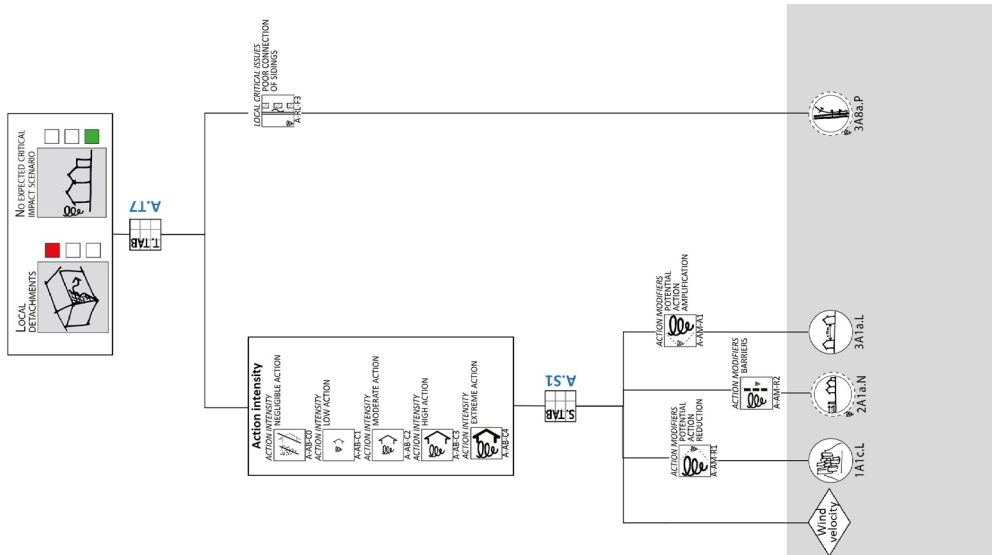 LOCAL
DETACHMENTS
NO EXPECTED CRITICAL
IMPACT SCENARIO
T.TAB
A.T7
LOCAL CRITICAL ISSUES
POOR CONNECTION
OF SIDINGS
A-RL-F3
Action intensity
ACTION INTENSITY
NEGLIGIBLE ACTION
A-AB-C0
ACTION INTENSITY
LOW ACTION
A-AB-C1
ACTION INTENSITY
MODERATE ACTION
A-AB-C2
ACTION INTENSITY
HIGH ACTION
A-AB-C3
ACTION INTENSITY
EXTREME ACTION
A-AB-C4
S.TAB
A.S1
ACTION MODIFIERS
POTENTIAL
ACTION
REDUCTION
A-AM-R1
ACTION MODIFIERS
BARRIERS
A-AM-R2
ACTION MODIFIERS
POTENTIAL
ACTION
AMPLIFICATION
A-AM-A1
Wind
velocity
1A1c.L
2A1a.N
3A1a.L
3A8a.P